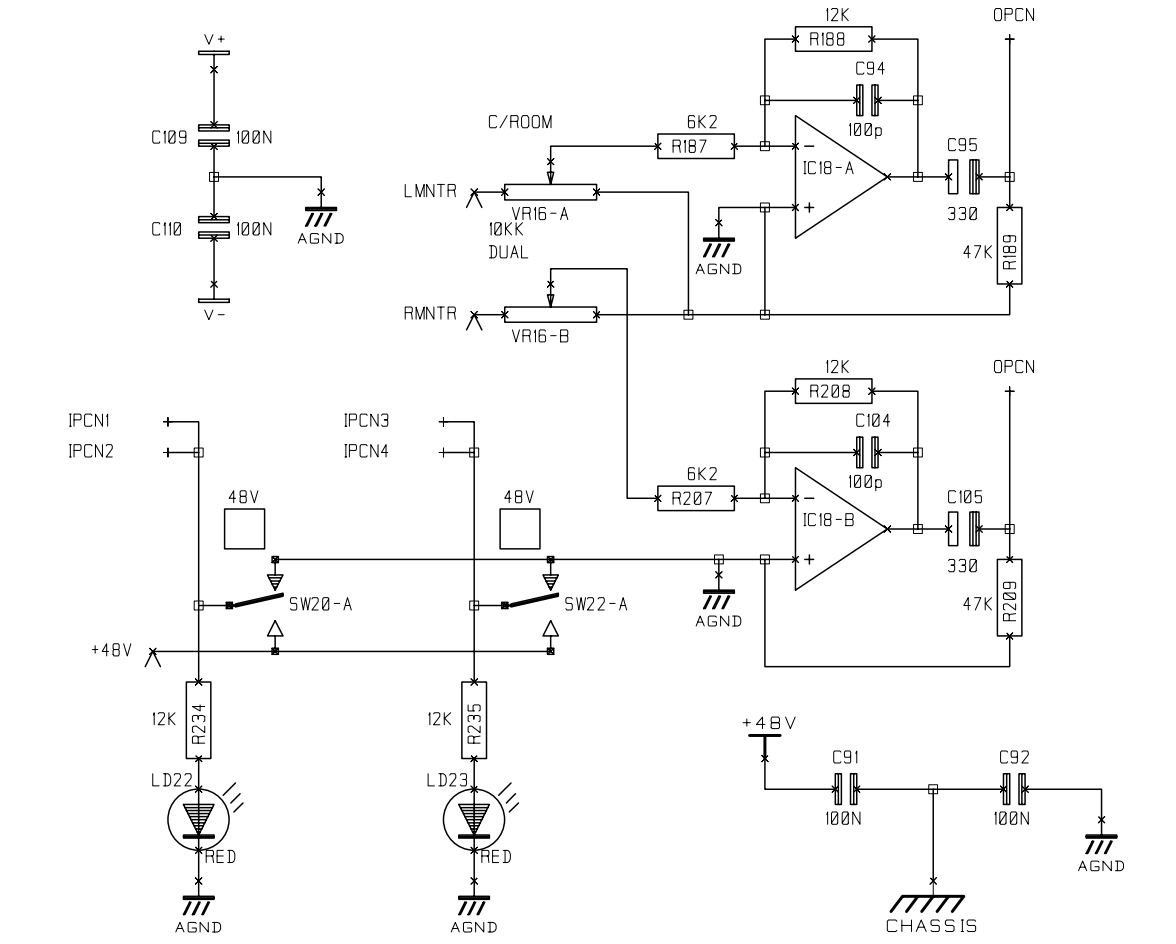 12K
OPCN
V+
R188
C94
C/ROOM
6K2
100p
C109
100N
R187
C95
IC18-A
LMNTR
VR16-A
330
C110
100N
AGND
10KK
DUAL
47K
R189
AGND
RMNTR
V-
VR16-B
12K
OPCN
R208
IPCN1
IPCN3
C104
IPCN2
IPCN4
6K2
100p
48V
48V
R207
C105
IC18-B
330
SW20-A
SW22-A
47K
R209
AGND
+48V
12K
R234
12K
R235
+48V
C91
C92
LD22
LD23
100N
100N
RED
RED
AGND
AGND
AGND
CHASSIS